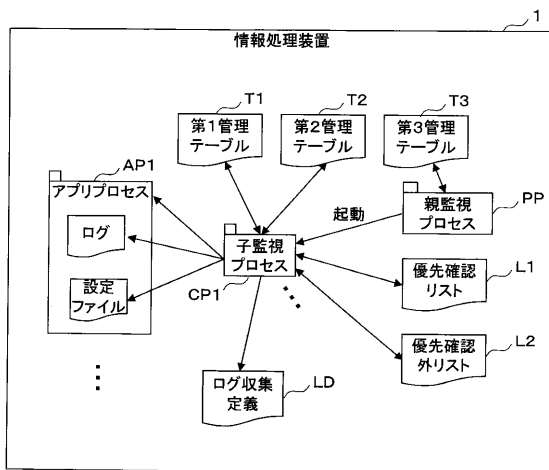 1
情報処理装置
T1
T2
T3
第1管理
テーブル
第2管理
テーブル
第3管理
テーブル
AP1
アプリプロセス
ログ
設定
ファイル
起動
親監視
プロセス
PP
子監視
プロセス
CP1
優先確認
リスト
L1
優先確認
外リスト
L2
ログ収集
定義
LD